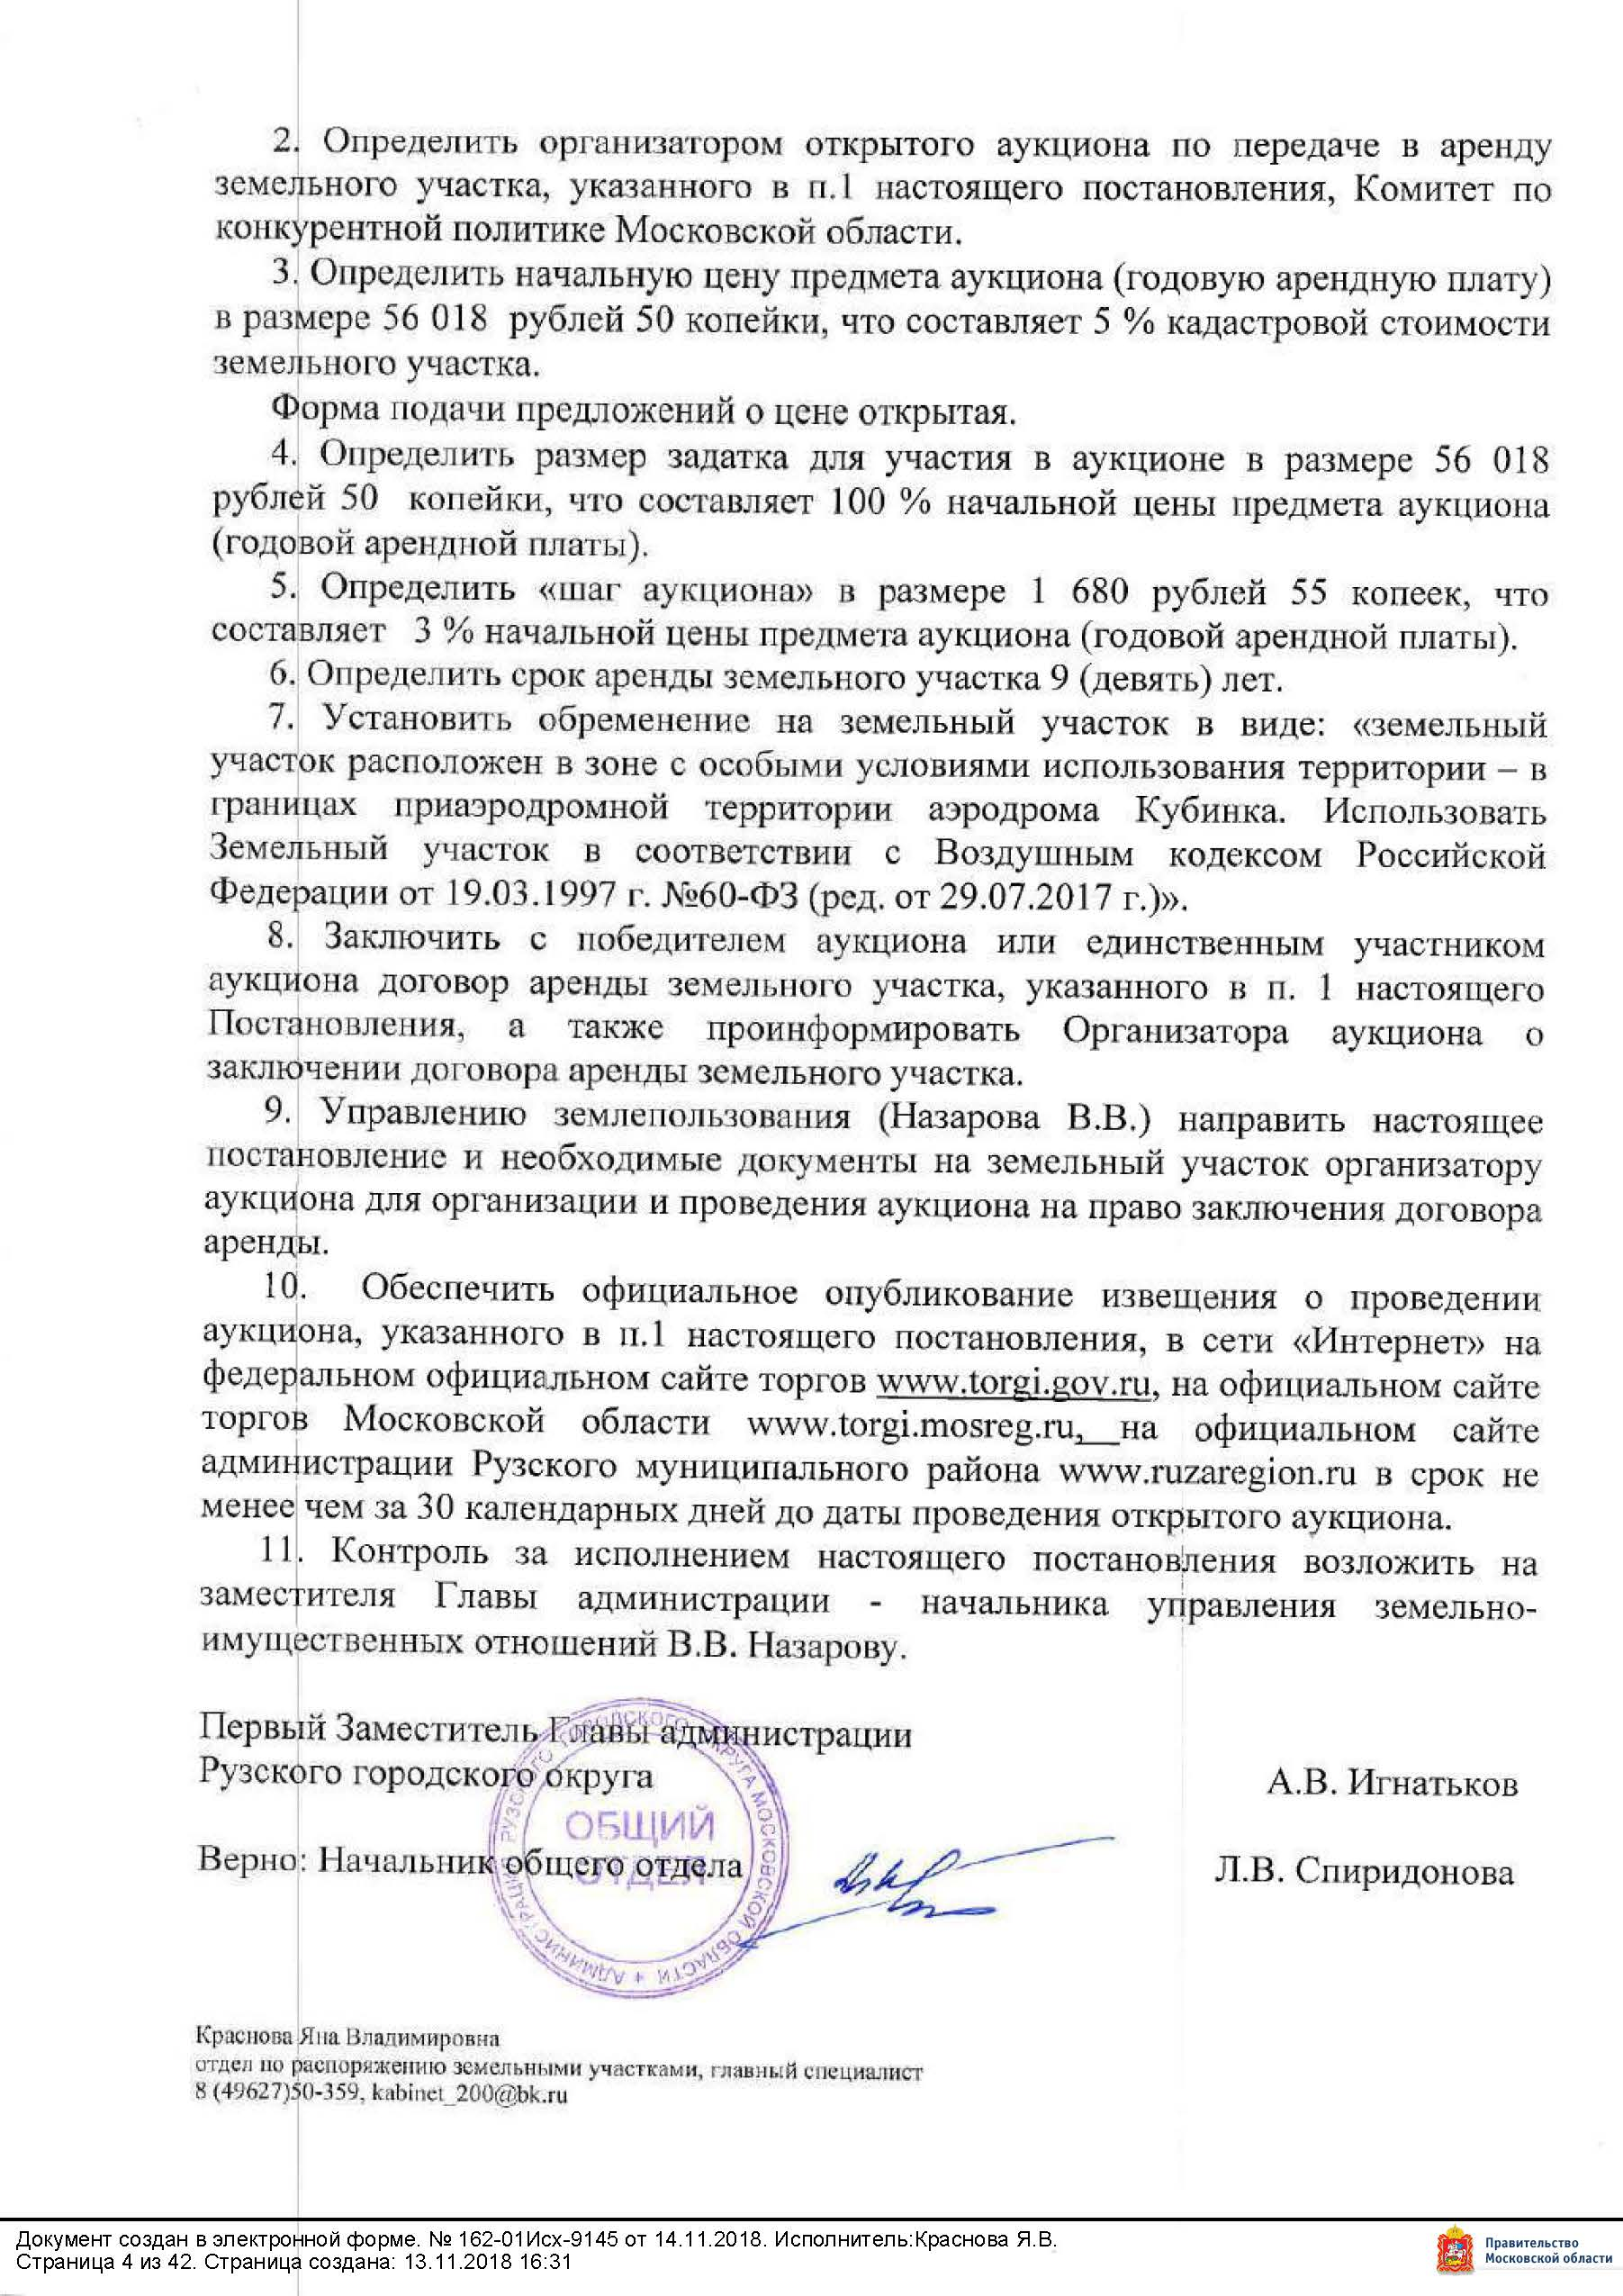 2. Определить организатором открытого аукциона по передаче в аренду
земельного участка, указанного в п.1 настоящего постановления, Комитет по
конкурентной политике Московской области.
3. Определить начальную цену предмета аукциона (годовую арендную плату)
в размере 56 018 рублей 50 копейки, что составляет 5 % кадастровой стоимости
земельного участка.
Форма подачи предложений о цене открытая.
4. Определить размер задатка для участия в аукционе в размере 56 018
рублей 50 копейки, что составляет 100 % начальной цены предмета аукциона
(годовой арендной платы).
5. Определить «шаг аукциона» в размере 1 680 рублей 55 копеек, что
составляет 3 % начальной цены предмета аукциона (годовой арендной платы).
6. Определить срок аренды земельного участка 9 (девять) лет.
7. Установить обременение на земельный участок в виде: «земельный
участок расположен в зоне с особыми условиями использования территории – в
границах приаэродромной территории аэродрома Кубинка. Использовать
Земельный участок в соответствии с Воздушным кодексом Российской
Федерации от 19.03.1997 г. №60-ФЗ (ред. от 29.07.2017 г.)».
8. Заключить с победителем аукциона или единственным участником
аукциона договор аренды земельного участка, указанного в п. 1 настоящего
Постановления, а также проинформировать Организатора аукциона о
заключении договора аренды земельного участка.
9. Управлению землепользования (Назарова В.В.) направить настоящее
постановление и необходимые документы на земельный участок организатору
аукциона для организации и проведения аукциона на право заключения договора
аренды.
10. Обеспечить официальное опубликование извещения о проведении
аукциона, указанного в п.1 настоящего постановления, в сети «Интернет» на
федеральном официальном сайте торгов www.torgi.gov.ru, на официальном сайте
торгов Московской области www.torgi.mosreg.ru, на официальном сайте
администрации Рузского муниципального района www.ruzaregion.ru в срок не
менее чем за 30 календарных дней до даты проведения открытого аукциона.
11. Контроль за исполнением настоящего постановления возложить на
заместителя Главы администрации - начальника управления земельно-
имущественных отношений В.В. Назарову.
Первый Заместитель Главы администрации
Рузского городского округа А.В. Игнатьков
Верно: Начальник общего отдела Л.В. Спиридонова
АДМИНИСТРАЦИЯ РУЗСКОГО ГОРОДСКОГО ОКРУГА МОСКОВСКОЙ ОБЛАСТИ
ОБЩИЙ
ОТДЕЛ
Краснова Яна Владимировна
отдел по распоряжению земельными участками, главный специалист
8 (49627)50-359, kabinet_200@bk.ru
Документ создан в электронной форме. № 162-01Исх-9145 от 14.11.2018. Исполнитель:Краснова Я.В.
Страница 4 из 42. Страница создана: 13.11.2018 16:31
Правительство
Московской области